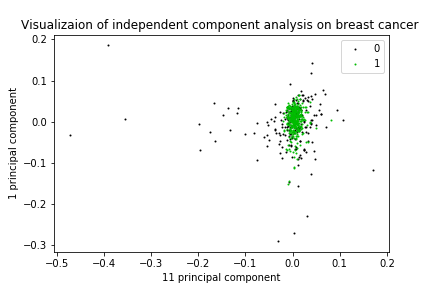 Visualizaion of independent component analysis on breast cancer
0.2
0.1
0.0
−0.1
−0.2
−0.3
1 principal component
0
1
−0.5 −0.4 −0.3 −0.2 −0.1 0.0 0.1 0.2
11 principal component